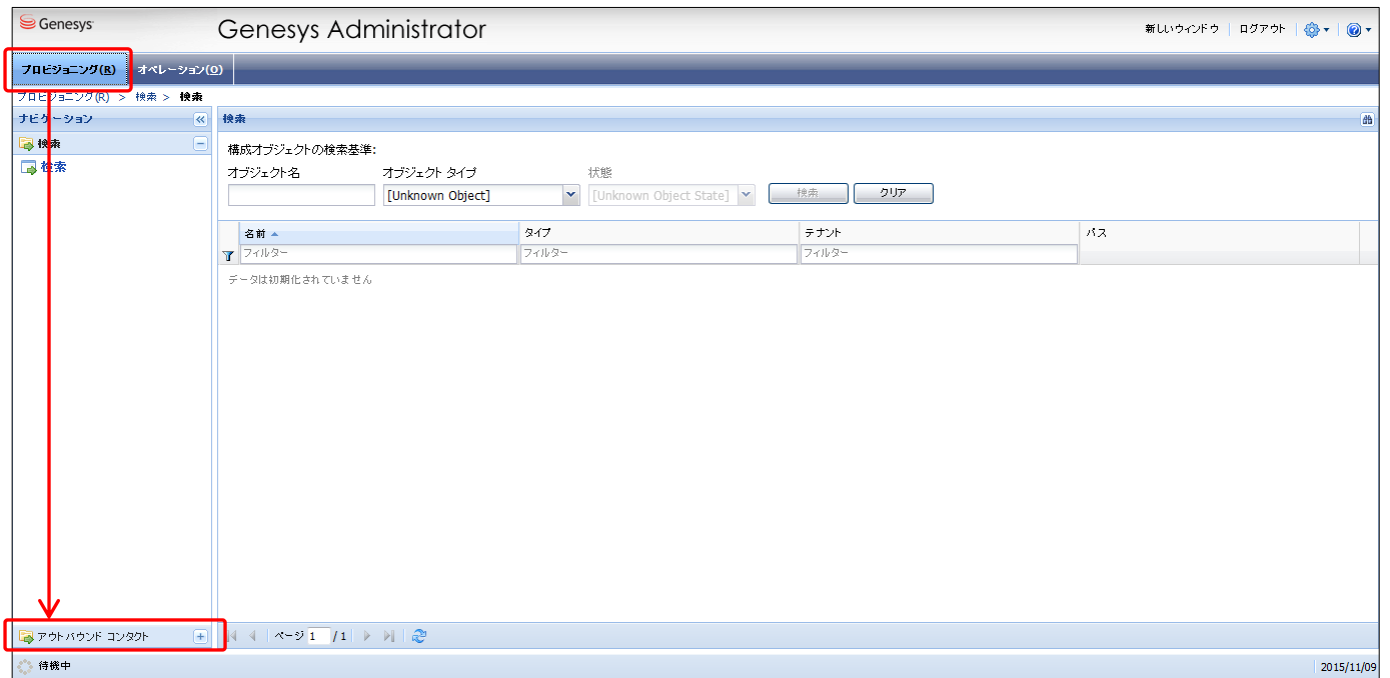 Genesys
Genesys Administrator
新しいウィンドウ | ログアウト
プロビジョニング(R) オペレーション(O)
プロビジョニング(R) > 検索 > 検索
ナビゲーション
検索
検索
検索
構成オブジェクトの検索基準:
オブジェクト名 オブジェクト タイプ 状態
[Unknown Object] [Unknown Object State] 検索 クリア
名前 タイプ テナント パス
フィルター フィルター フィルター
データは初期化されていません
アウトバウンド コンタクト
ページ 1 / 1
待機中 2015/11/09